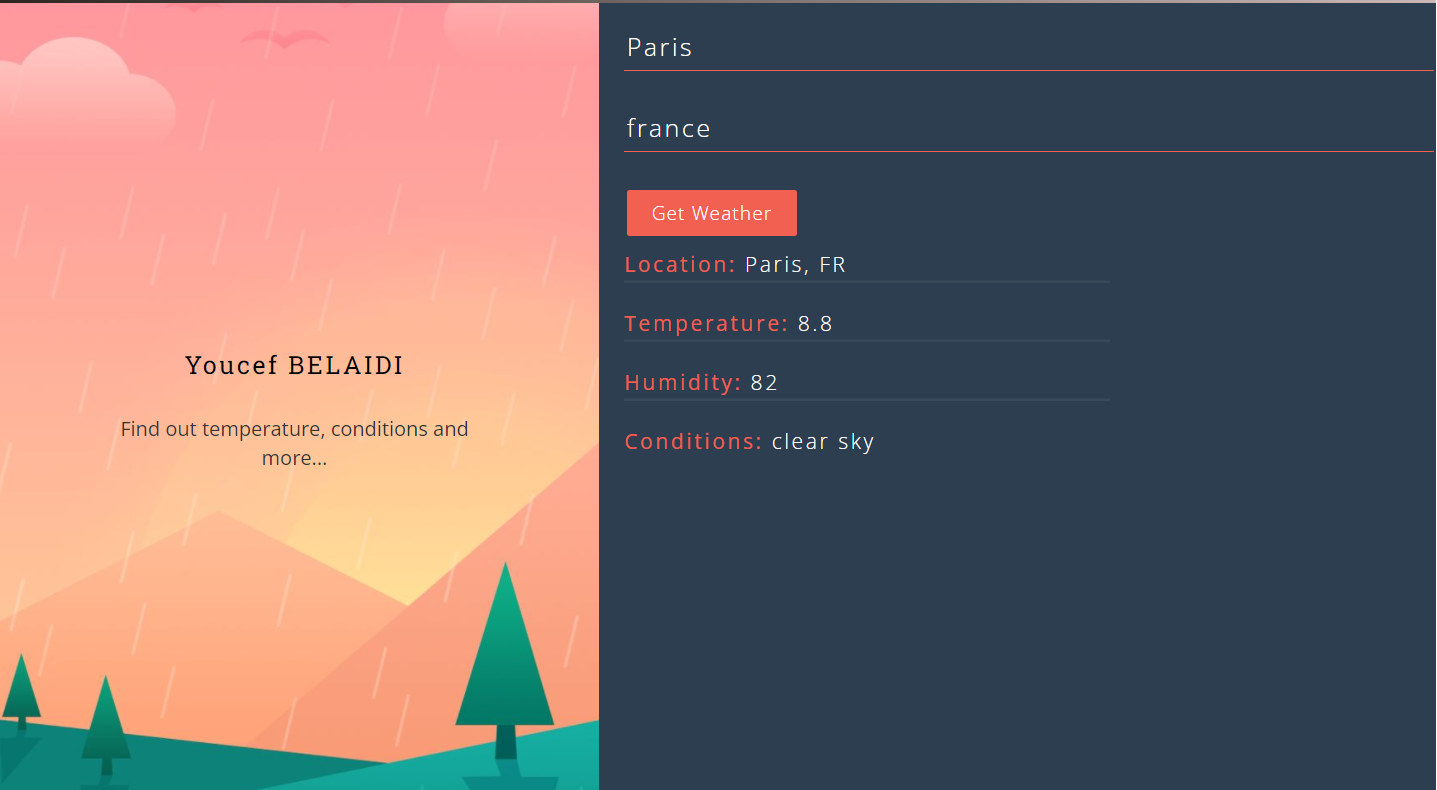 Youcef BELAIDI
Find out temperature, conditions and
more...
Paris
france
Get Weather
Location: Paris, FR
Temperature: 8.8
Humidity: 82
Conditions: clear sky